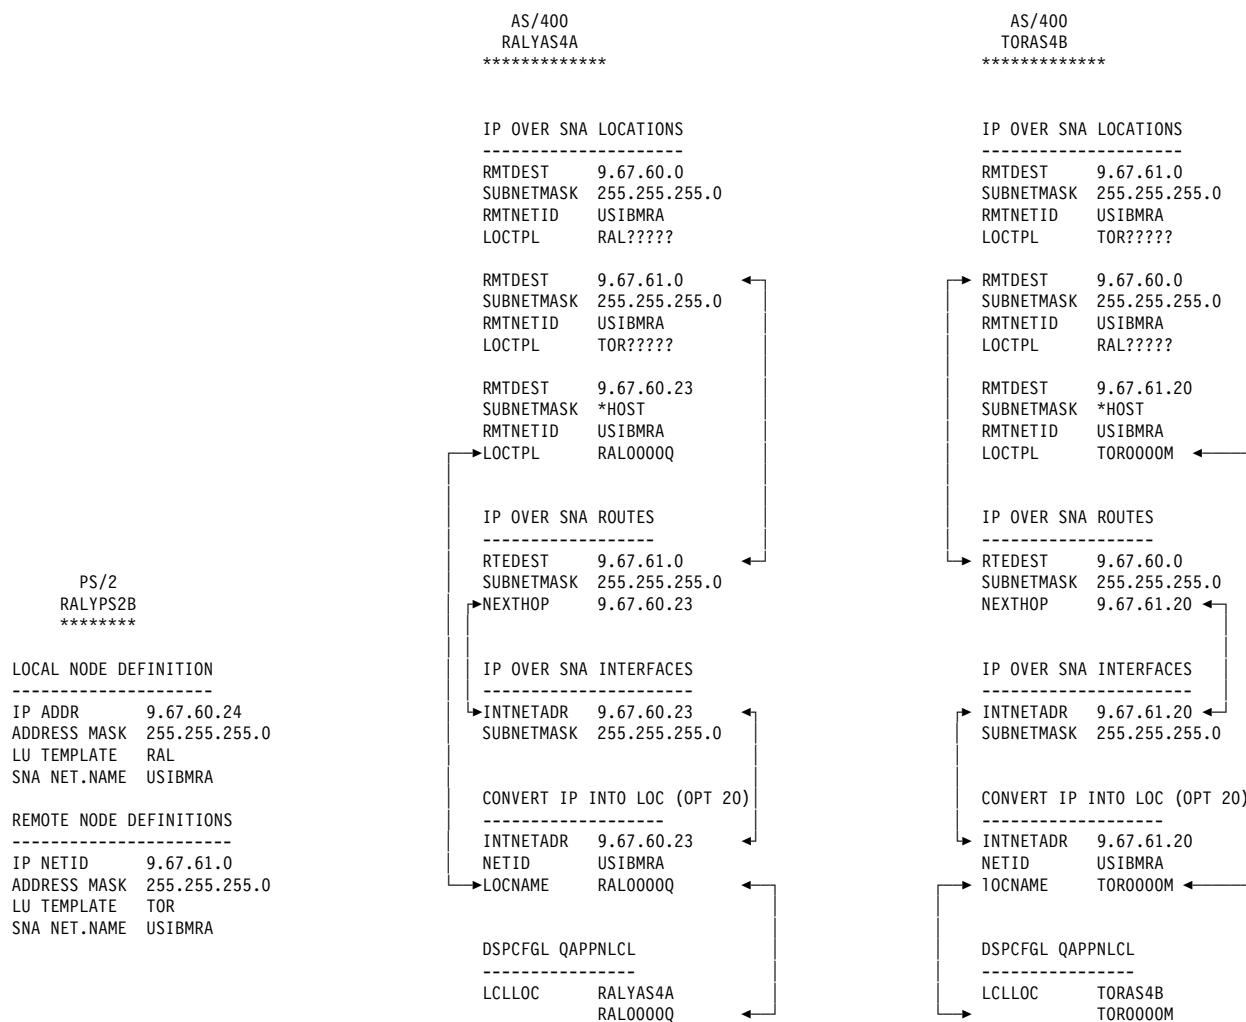 AS/400
RALYAS4A
*************
IP OVER SNA LOCATIONS
---------------------
RMTDEST 9.67.60.0
SUBNETMASK 255.255.255.0
RMTNETID USIBMRA
LOCTPL RAL?????
RMTDEST 9.67.61.0
SUBNETMASK 255.255.255.0
RMTNETID USIBMRA
LOCTPL TOR?????
RMTDEST 9.67.60.23
SUBNETMASK *HOST
RMTNETID USIBMRA
LOCTPL RAL0000Q
IP OVER SNA ROUTES
------------------
RTEDEST 9.67.61.0
SUBNETMASK 255.255.255.0
NEXTHOP 9.67.60.23
IP OVER SNA INTERFACES
----------------------
INTNETADR 9.67.60.23
SUBNETMASK 255.255.255.0
CONVERT IP INTO LOC (OPT 20)
-------------------
INTNETADR 9.67.60.23
NETID USIBMRA
LOCNAME RAL0000Q
DSPCFGL QAPPNLCL
----------------
LCLLOC RALYAS4A
RAL0000Q
AS/400
TORAS4B
*************
IP OVER SNA LOCATIONS
---------------------
RMTDEST 9.67.61.0
SUBNETMASK 255.255.255.0
RMTNETID USIBMRA
LOCTPL TOR?????
RMTDEST 9.67.60.0
SUBNETMASK 255.255.255.0
RMTNETID USIBMRA
LOCTPL RAL?????
RMTDEST 9.67.61.20
SUBNETMASK *HOST
RMTNETID USIBMRA
LOCTPL TOR0000M
IP OVER SNA ROUTES
------------------
RTEDEST 9.67.60.0
SUBNETMASK 255.255.255.0
NEXTHOP 9.67.61.20
IP OVER SNA INTERFACES
----------------------
INTNETADR 9.67.61.20
SUBNETMASK 255.255.255.0
CONVERT IP INTO LOC (OPT 20)
-------------------
INTNETADR 9.67.61.20
NETID USIBMRA
lOCNAME TOR0000M
DSPCFGL QAPPNLCL
----------------
LCLLOC TORAS4B
TOR0000M
PS/2
RALYPS2B
********
LOCAL NODE DEFINITION
---------------------
IP ADDR 9.67.60.24
ADDRESS MASK 255.255.255.0
LU TEMPLATE RAL
SNA NET.NAME USIBMRA
REMOTE NODE DEFINITIONS
-----------------------
IP NETID 9.67.61.0
ADDRESS MASK 255.255.255.0
LU TEMPLATE TOR
SNA NET.NAME USIBMRA